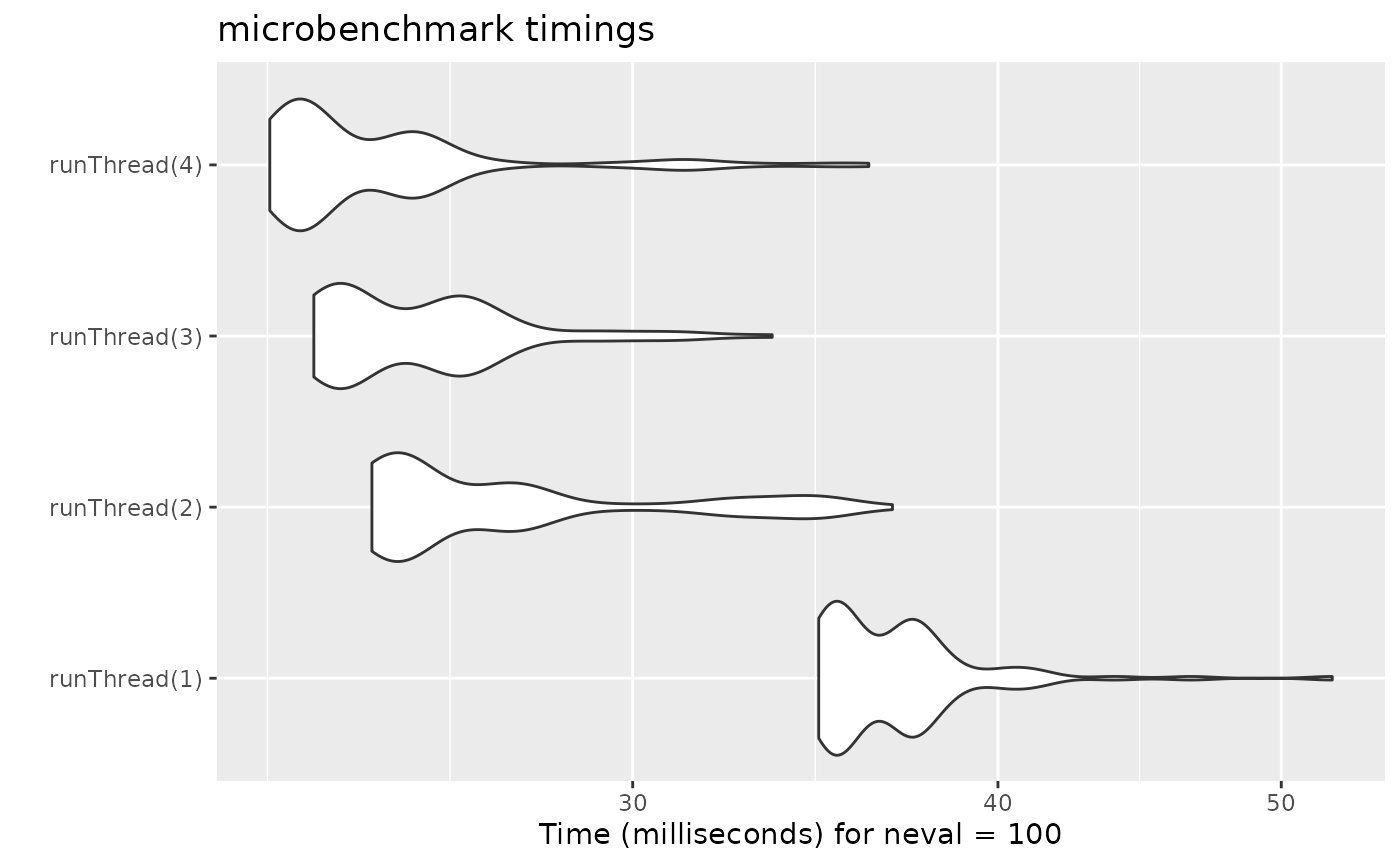 microbenchmark timings
runThread(4)
runThread(3)
runThread(2)
runThread(1)
30 40 50
Time (milliseconds) for neval = 100